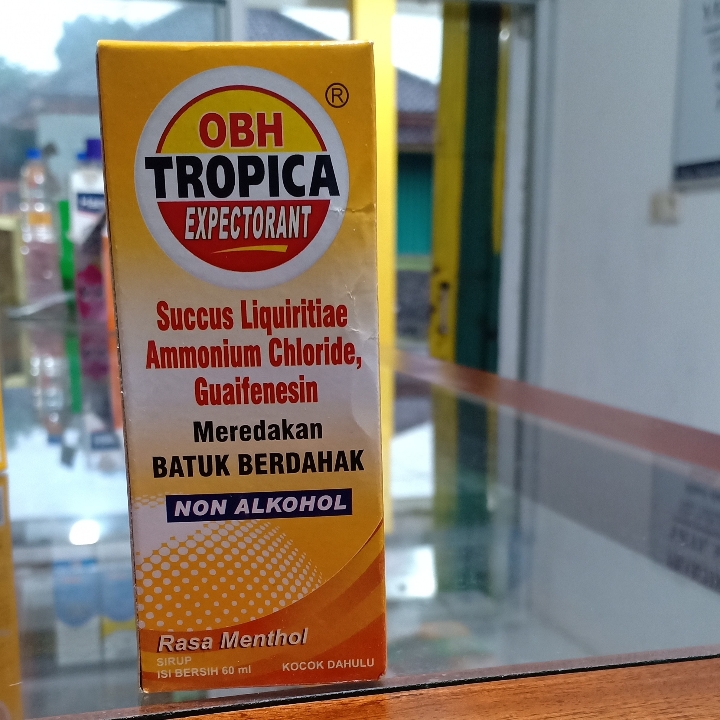 ®
OBH
TROPICA
EXPECTORANT
Succus Liquiritiae
Ammonium Chloride,
Guaifenesin
Meredakan
BATUK BERDAHAK
NON ALKOHOL
Rasa Menthol
SIRUP
ISI BERSIH 60 ml
KOCOK DAHULU